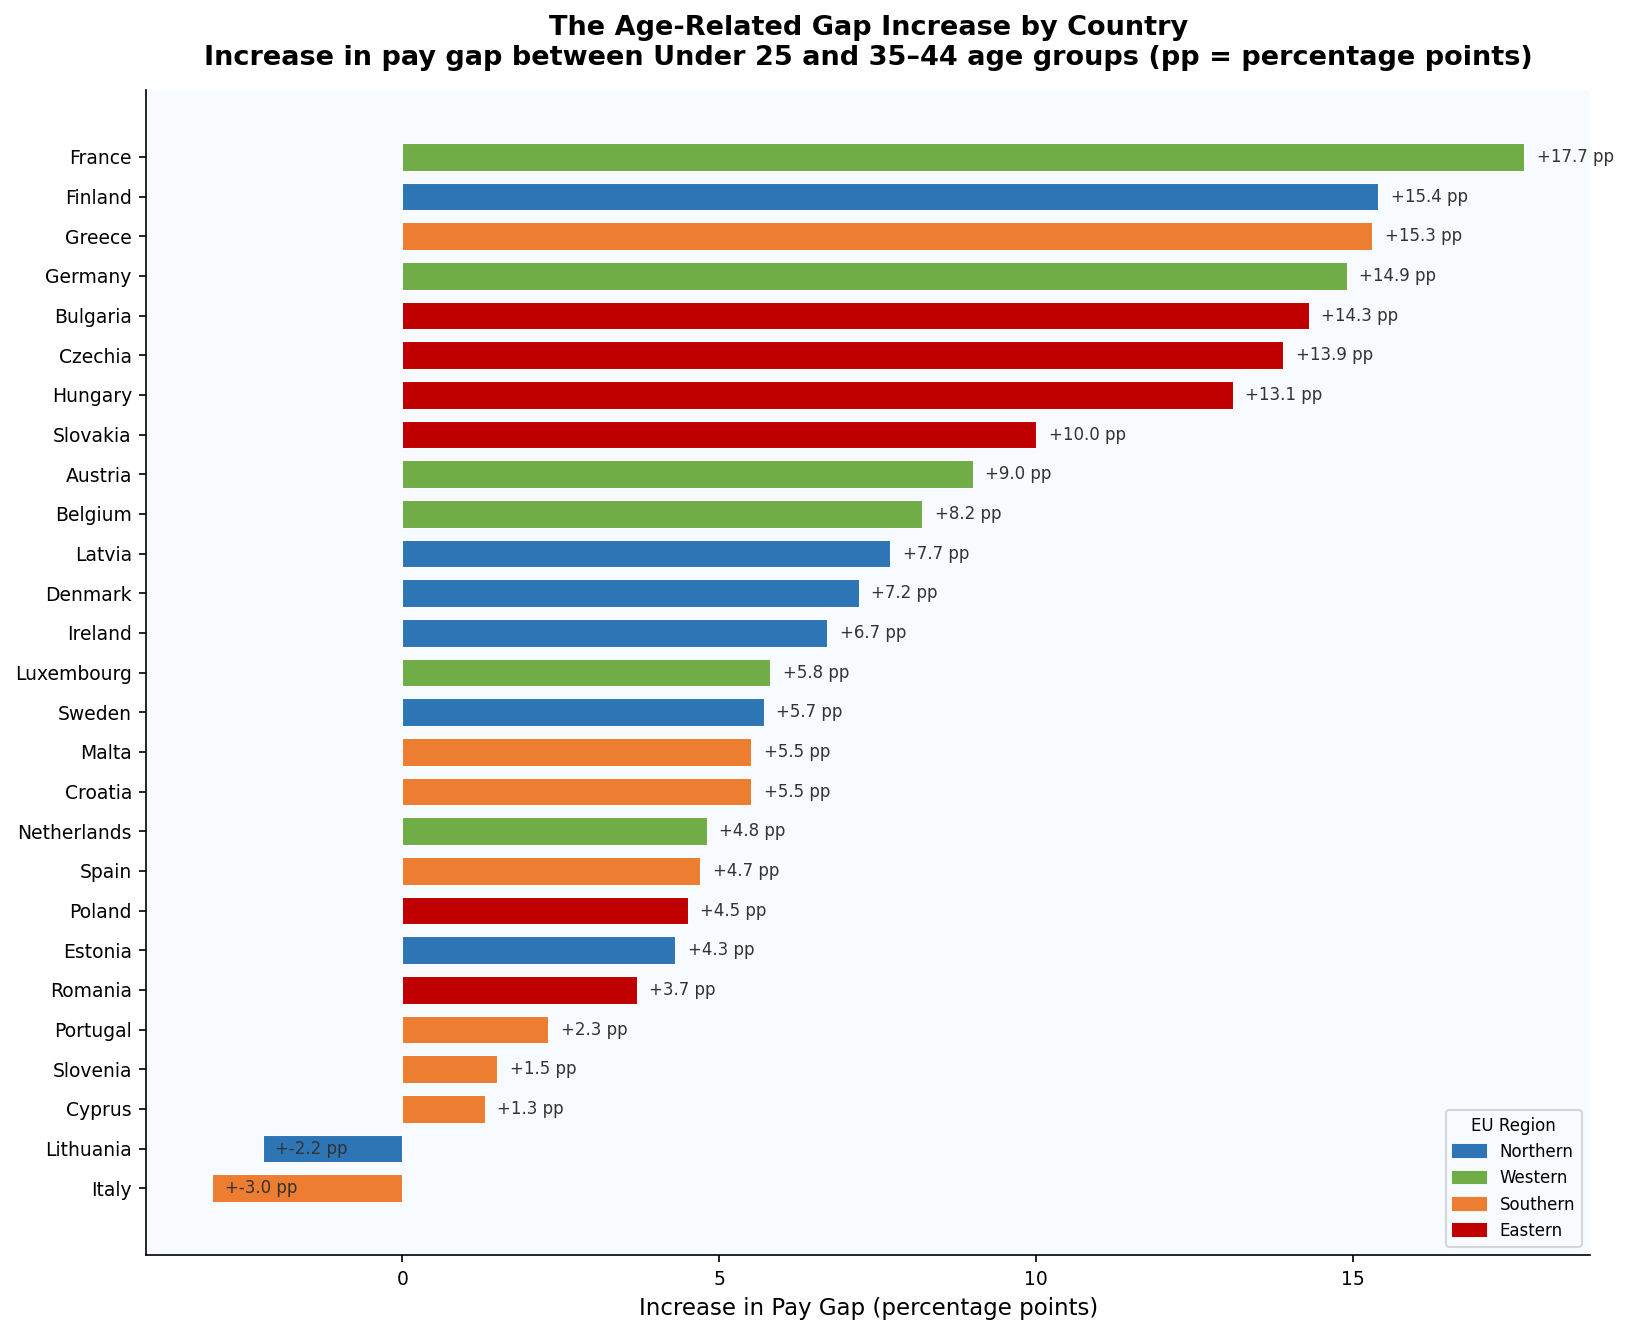 The Age-Related Gap Increase by Country
Increase in pay gap between Under 25 and 35–44 age groups (pp = percentage points)
France +17.7 pp
Finland +15.4 pp
Greece +15.3 pp
Germany +14.9 pp
Bulgaria +14.3 pp
Czechia +13.9 pp
Hungary +13.1 pp
Slovakia +10.0 pp
Austria +9.0 pp
Belgium +8.2 pp
Latvia +7.7 pp
Denmark +7.2 pp
Ireland +6.7 pp
Luxembourg +5.8 pp
Sweden +5.7 pp
Malta +5.5 pp
Croatia +5.5 pp
Netherlands +4.8 pp
Spain +4.7 pp
Poland +4.5 pp
Estonia +4.3 pp
Romania +3.7 pp
Portugal +2.3 pp
Slovenia +1.5 pp
Cyprus +1.3 pp
Lithuania +-2.2 pp
Italy +-3.0 pp
EU Region
Northern
Western
Southern
Eastern
0 5 10 15
Increase in Pay Gap (percentage points)